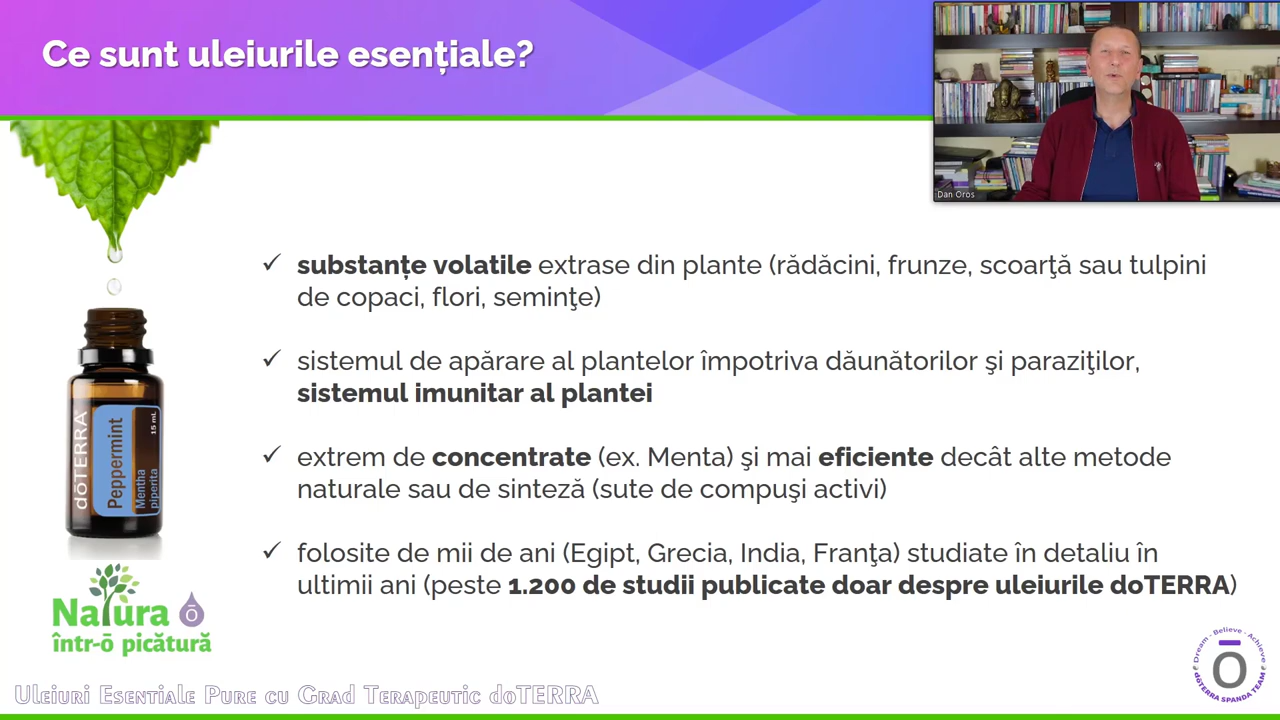 Ce sunt uleiurile esențiale?
Dan Oros
✓ substanțe volatile extrase din plante (rădăcini, frunze, scoarţă sau tulpini
de copaci, flori, seminţe)
✓ sistemul de apărare al plantelor împotriva dăunătorilor şi paraziţilor,
sistemul imunitar al plantei
✓ extrem de concentrate (ex. Menta) şi mai eficiente decât alte metode
naturale sau de sinteză (sute de compuşi activi)
✓ folosite de mii de ani (Egipt, Grecia, India, Franţa) studiate în detaliu în
ultimii ani (peste 1.200 de studii publicate doar despre uleiurile doTERRA)
dōTERRA
Peppermint
Mentha
piperita
15 mL
Natura ō
într-ō picătură
Dream - Believe - Achieve
Ō
dōTERRA SPANDA TEAM
Uleiuri Esentiale Pure cu Grad Terapeutic doTERRA